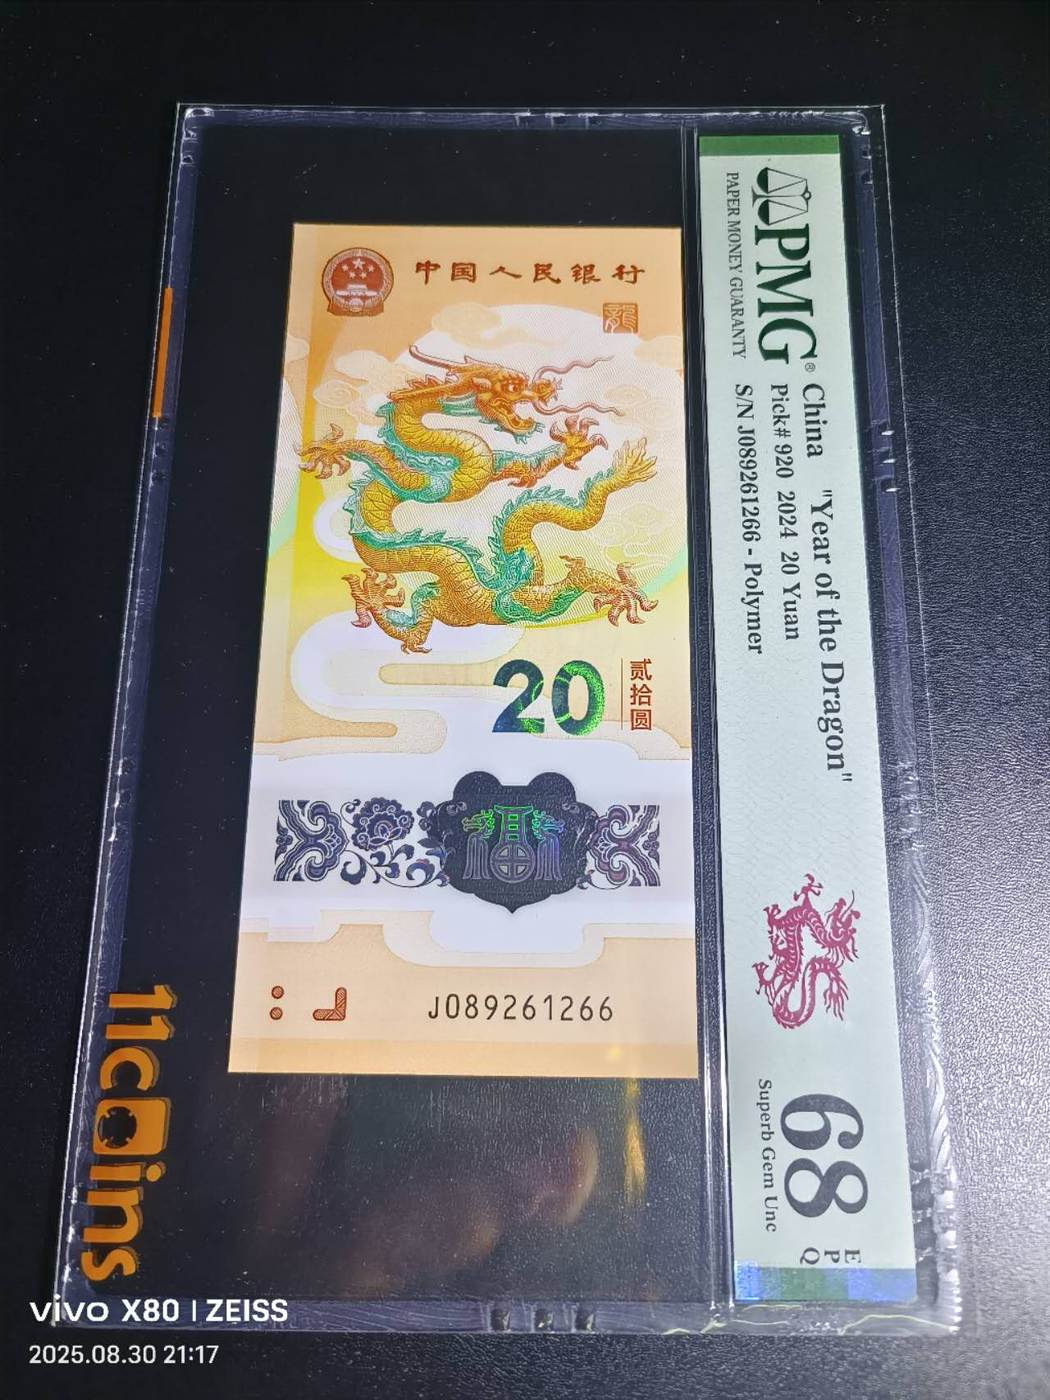 中国人民银行
龍
20
贰拾圆
J089261266
PMG®
PAPER MONEY GUARANTY
China "Year of the Dragon"
Pick# 920 2024 20 Yuan
S/N J089261266 - Polymer
68
EPQ
Superb Gem Unc
11coins
vivo X80 | ZEISS
2025.08.30 21:17